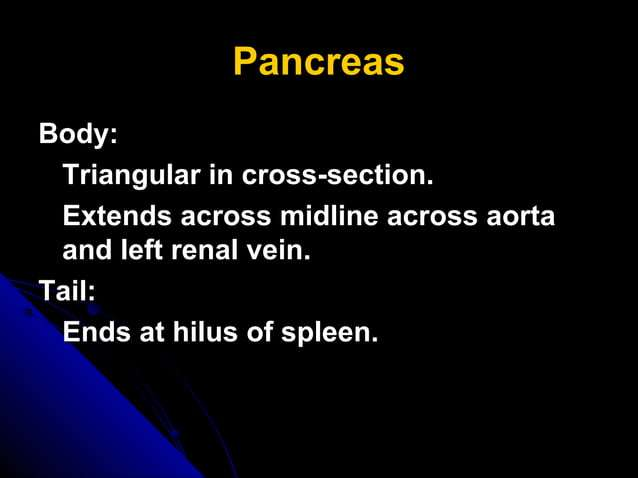 Pancreas
Body:
Triangular in cross-section.
Extends across midline across aorta
and left renal vein.
Tail:
Ends at hilus of spleen.